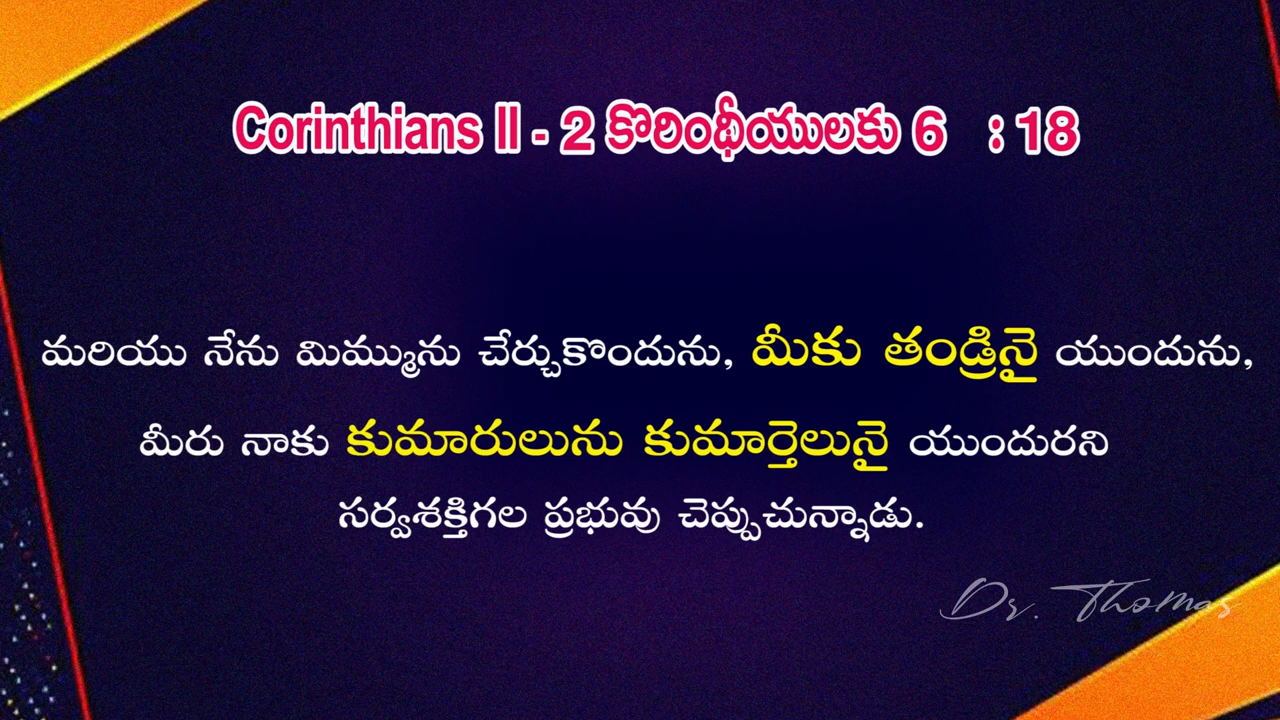 Corinthians II - 2 కొరింథీయులకు 6 : 18
మరియు నేను మిమ్మును చేర్చుకొందును, మీకు తండ్రినై యుందును,
మీరు నాకు కుమారులును కుమార్తెలునై యుందురని
సర్వశక్తిగల ప్రభువు చెప్పుచున్నాడు.
Dr. Thomas